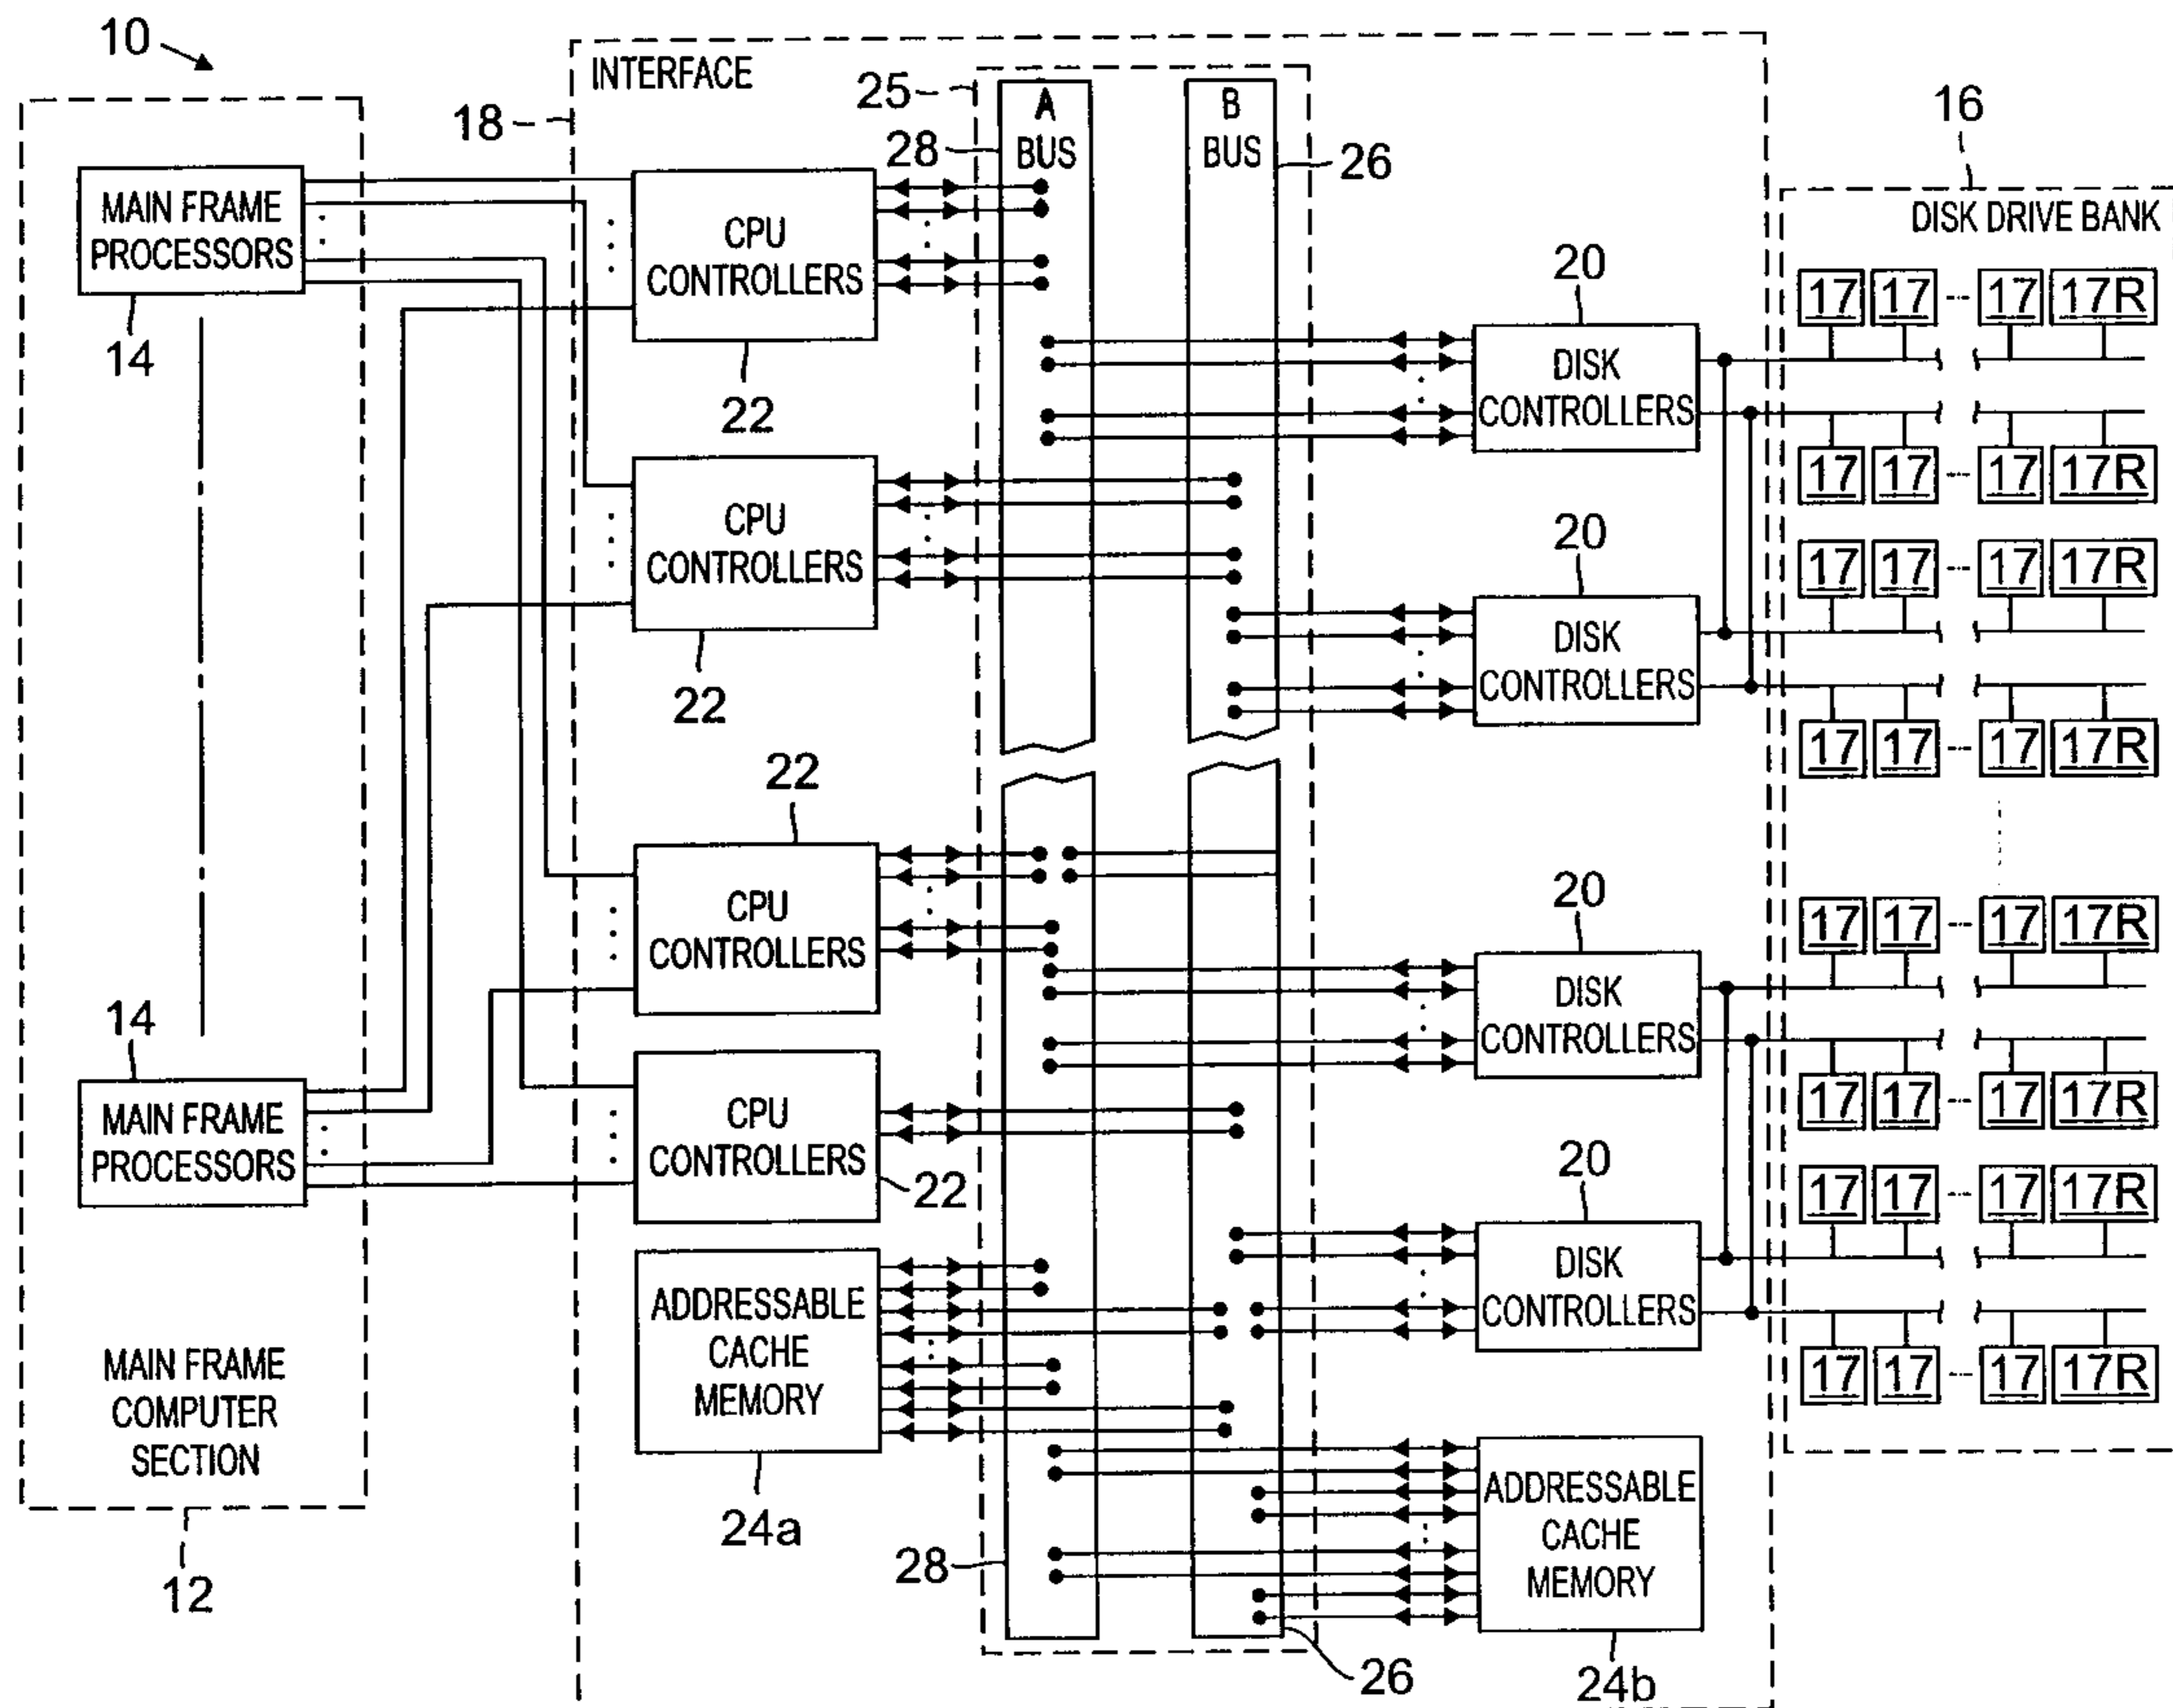 10
INTERFACE
18
25
28
A
BUS
B
BUS
26
16
DISK DRIVE BANK
MAIN FRAME
PROCESSORS
14
CPU
CONTROLLERS
22
20
DISK
CONTROLLERS
17 17 17 17R
17 17 17 17R
CPU
CONTROLLERS
22
20
DISK
CONTROLLERS
17 17 17 17R
17 17 17 17R
22
CPU
CONTROLLERS
20
DISK
CONTROLLERS
17 17 17 17R
17 17 17 17R
14
MAIN FRAME
PROCESSORS
CPU
CONTROLLERS
22
20
DISK
CONTROLLERS
17 17 17 17R
17 17 17 17R
MAIN FRAME
COMPUTER
SECTION
12
ADDRESSABLE
CACHE
MEMORY
24a
28
ADDRESSABLE
CACHE
MEMORY
26
24b